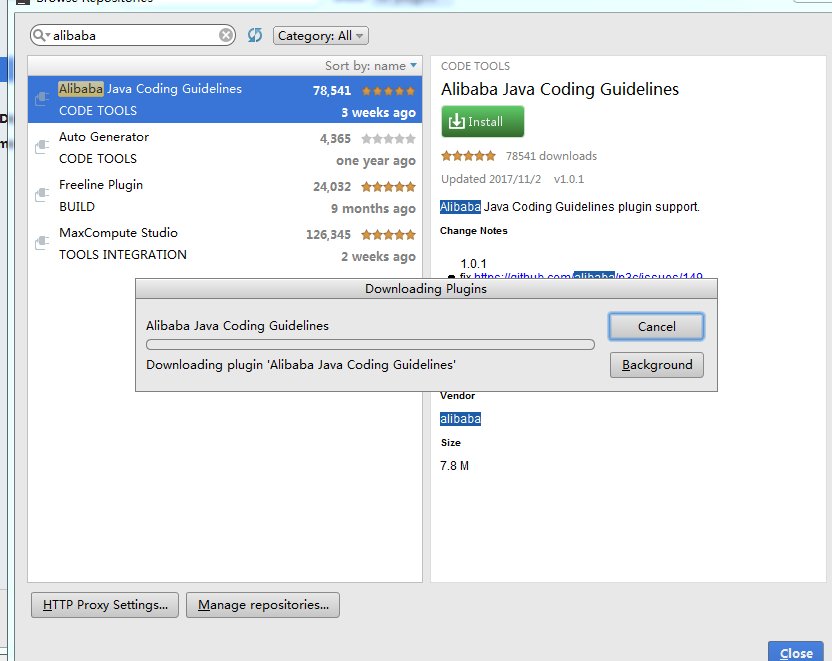 Browse Repositories
alibaba
Category: All
Sort by: name
Alibaba Java Coding Guidelines
78,541
CODE TOOLS
3 weeks ago
Auto Generator
4,365
CODE TOOLS
one year ago
Freeline Plugin
24,032
BUILD
9 months ago
MaxCompute Studio
126,345
TOOLS INTEGRATION
2 weeks ago
CODE TOOLS
Alibaba Java Coding Guidelines
Install
78541 downloads
Updated 2017/11/2 v1.0.1
Alibaba Java Coding Guidelines plugin support.
Change Notes
1.0.1
fix https://github.com/alibaba/p3c/issues/149
Downloading Plugins
Alibaba Java Coding Guidelines
Cancel
Downloading plugin 'Alibaba Java Coding Guidelines'
Background
Vendor
alibaba
Size
7.8 M
HTTP Proxy Settings...
Manage repositories...
Close